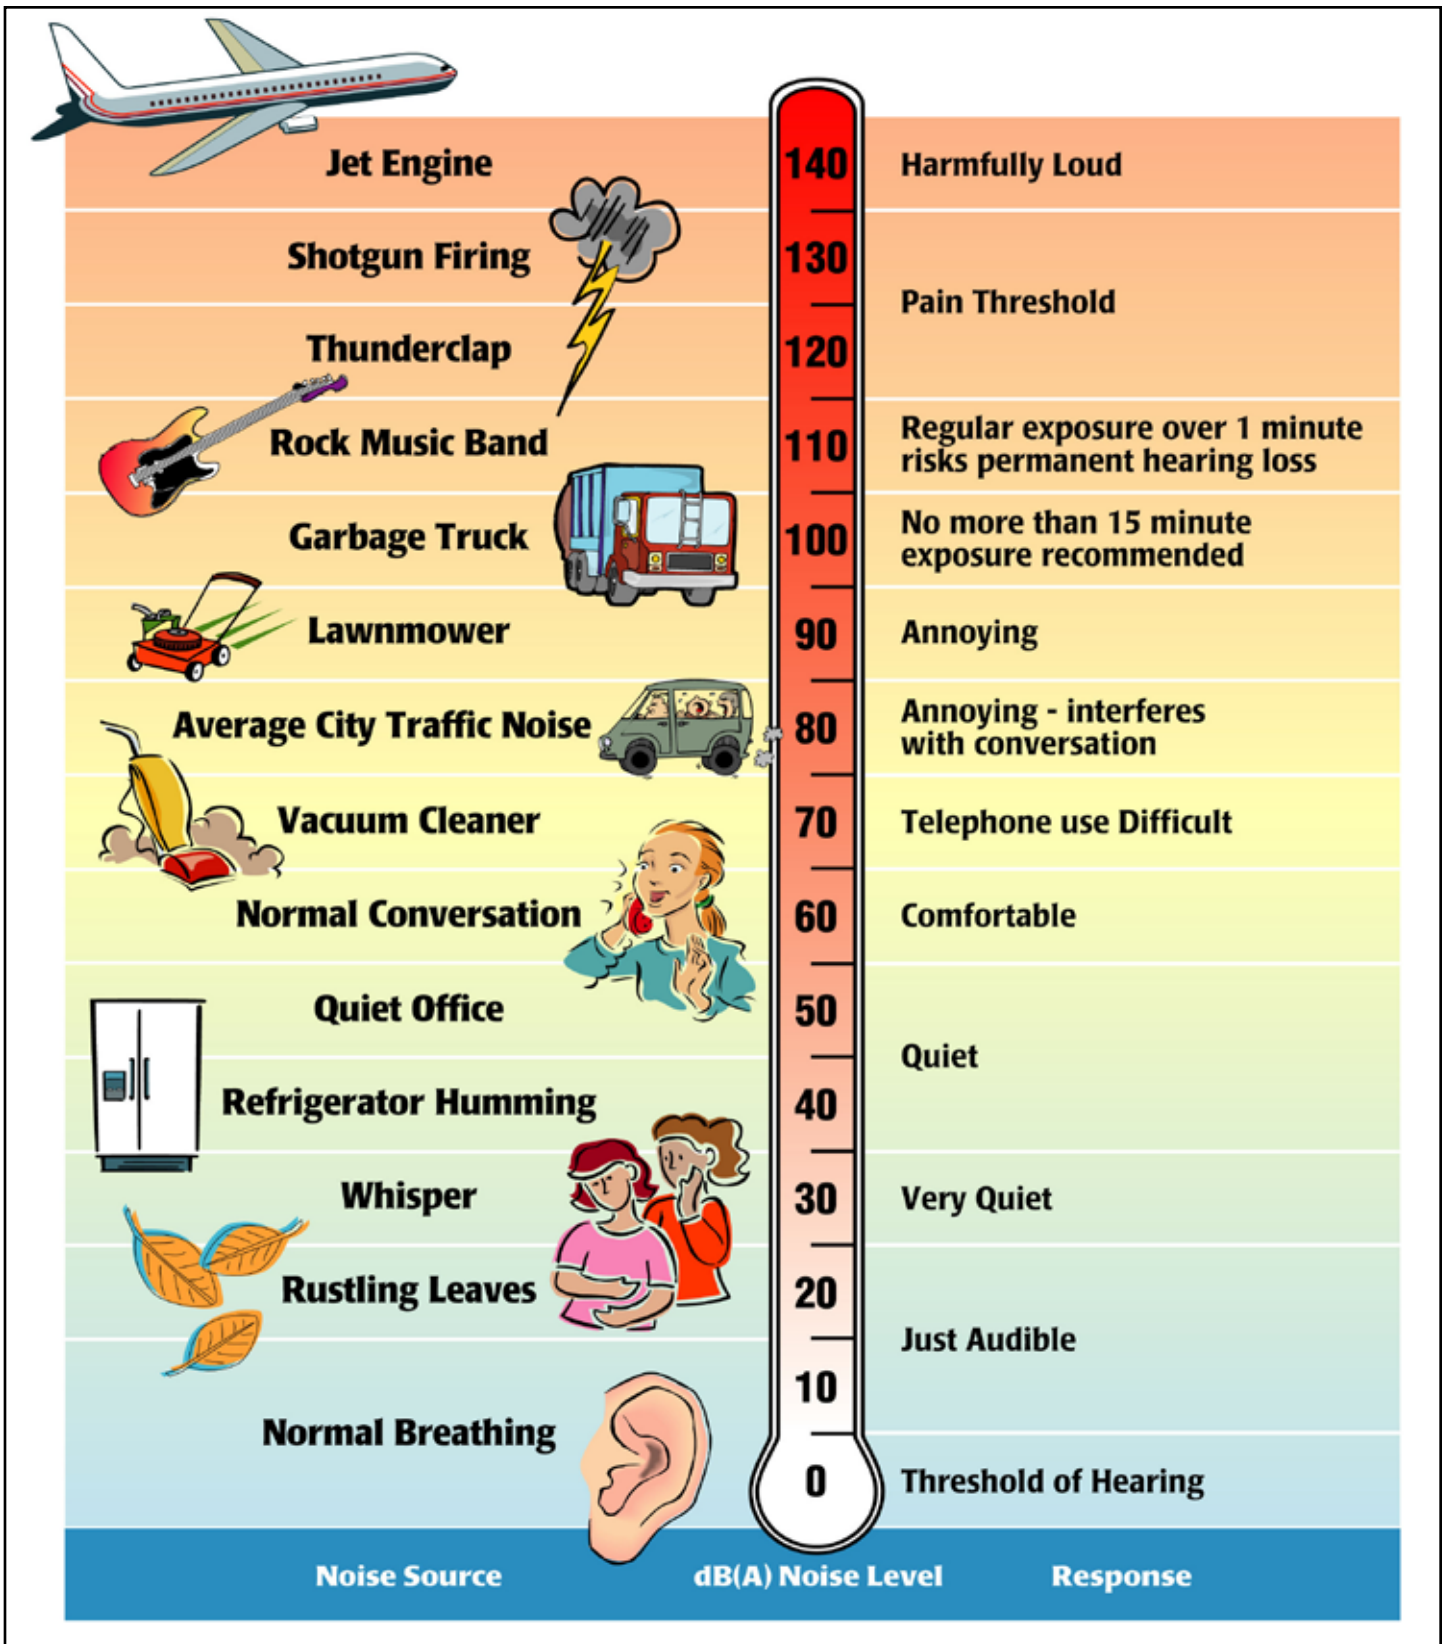 Jet Engine
140
Harmfully Loud
Shotgun Firing
130
Pain Threshold
Thunderclap
120
Rock Music Band
110
Regular exposure over 1 minute
risks permanent hearing loss
Garbage Truck
100
No more than 15 minute
exposure recommended
Lawnmower
90
Annoying
Average City Traffic Noise
80
Annoying - interferes
with conversation
Vacuum Cleaner
70
Telephone use Difficult
Normal Conversation
60
Comfortable
Quiet Office
50
Quiet
Refrigerator Humming
40
Whisper
30
Very Quiet
Rustling Leaves
20
Just Audible
10
Normal Breathing
0
Threshold of Hearing
Noise Source
dB(A) Noise Level
Response